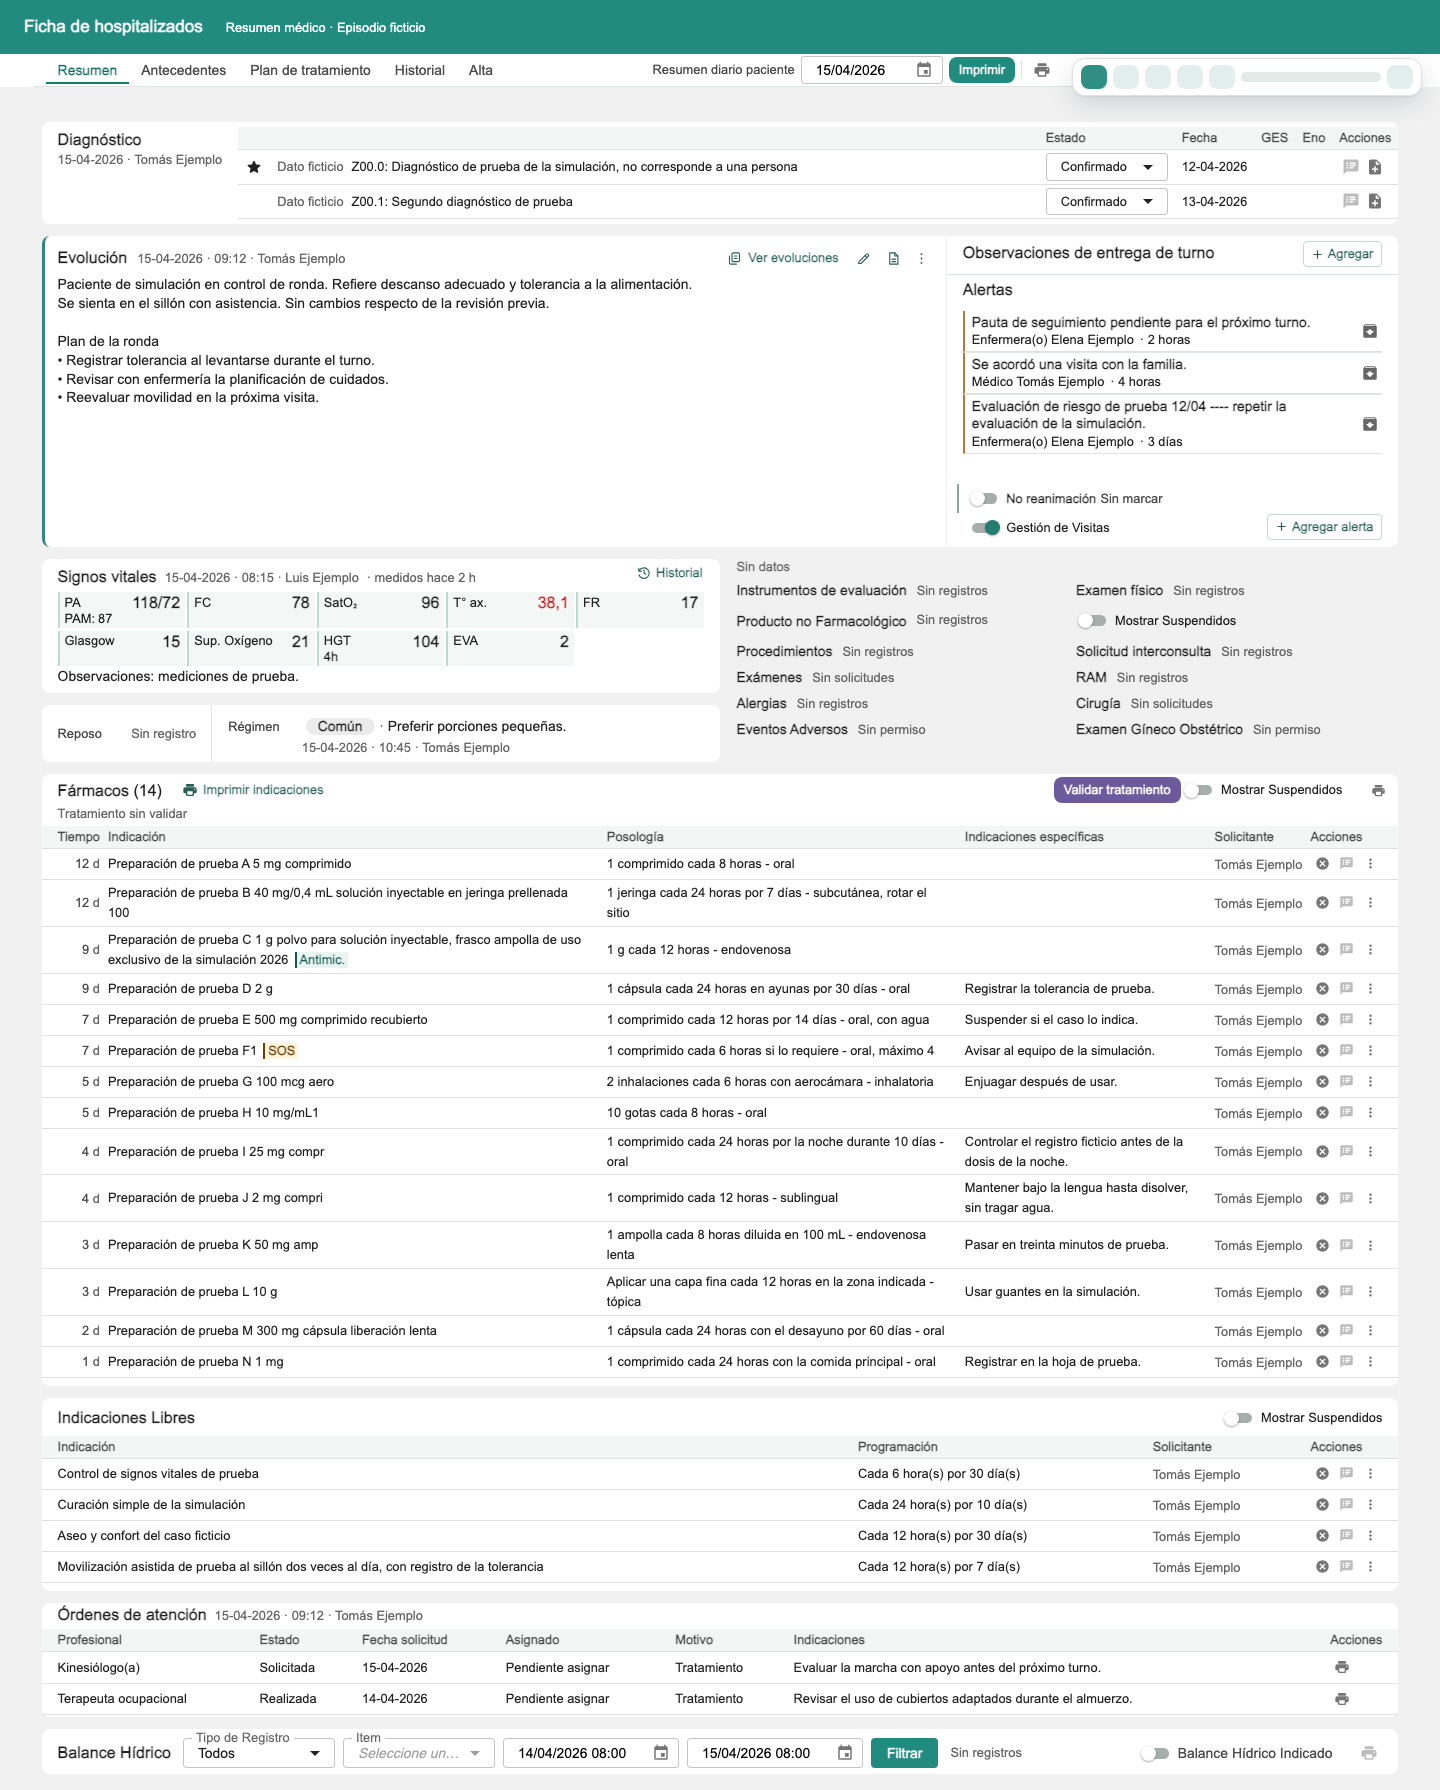 Ficha de hospitalizados Resumen médico · Episodio ficticio
Resumen Antecedentes Plan de tratamiento Historial Alta Resumen diario paciente 15/04/2026 Imprimir
Diagnóstico
15-04-2026 · Tomás Ejemplo
Estado Fecha GES Eno Acciones
Dato ficticio Z00.0: Diagnóstico de prueba de la simulación, no corresponde a una persona Confirmado 12-04-2026
Dato ficticio Z00.1: Segundo diagnóstico de prueba Confirmado 13-04-2026
Evolución 15-04-2026 · 09:12 · Tomás Ejemplo Ver evoluciones
Paciente de simulación en control de ronda. Refiere descanso adecuado y tolerancia a la alimentación.
Se sienta en el sillón con asistencia. Sin cambios respecto de la revisión previa.
Plan de la ronda
• Registrar tolerancia al levantarse durante el turno.
• Revisar con enfermería la planificación de cuidados.
• Reevaluar movilidad en la próxima visita.
Observaciones de entrega de turno + Agregar
Alertas
Pauta de seguimiento pendiente para el próximo turno.
Enfermera(o) Elena Ejemplo · 2 horas
Se acordó una visita con la familia.
Médico Tomás Ejemplo · 4 horas
Evaluación de riesgo de prueba 12/04 ---- repetir la
evaluación de la simulación.
Enfermera(o) Elena Ejemplo · 3 días
No reanimación Sin marcar
Gestión de Visitas + Agregar alerta
Signos vitales 15-04-2026 · 08:15 · Luis Ejemplo · medidos hace 2 h Historial
PA 118/72 FC 78 SatO₂ 96 T° ax. 38,1 FR 17
PAM: 87
Glasgow 15 Sup. Oxígeno 21 HGT 104 EVA 2
4h
Observaciones: mediciones de prueba.
Reposo Sin registro Régimen Común · Preferir porciones pequeñas.
15-04-2026 · 10:45 · Tomás Ejemplo
Sin datos
Instrumentos de evaluación Sin registros Examen físico Sin registros
Producto no Farmacológico Sin registros Mostrar Suspendidos
Procedimientos Sin registros Solicitud interconsulta Sin registros
Exámenes Sin solicitudes RAM Sin registros
Alergias Sin registros Cirugía Sin solicitudes
Eventos Adversos Sin permiso Examen Gíneco Obstétrico Sin permiso
Fármacos (14) Imprimir indicaciones Validar tratamiento Mostrar Suspendidos
Tratamiento sin validar
Tiempo Indicación Posología Indicaciones específicas Solicitante Acciones
12 d Preparación de prueba A 5 mg comprimido 1 comprimido cada 8 horas - oral Tomás Ejemplo
12 d Preparación de prueba B 40 mg/0,4 mL solución inyectable en jeringa prellenada
100 1 jeringa cada 24 horas por 7 días - subcutánea, rotar el
sitio Tomás Ejemplo
9 d Preparación de prueba C 1 g polvo para solución inyectable, frasco ampolla de uso
exclusivo de la simulación 2026 Antimic. 1 g cada 12 horas - endovenosa Tomás Ejemplo
9 d Preparación de prueba D 2 g 1 cápsula cada 24 horas en ayunas por 30 días - oral Registrar la tolerancia de prueba. Tomás Ejemplo
7 d Preparación de prueba E 500 mg comprimido recubierto 1 comprimido cada 12 horas por 14 días - oral, con agua Suspender si el caso lo indica. Tomás Ejemplo
7 d Preparación de prueba F1 SOS 1 comprimido cada 6 horas si lo requiere - oral, máximo 4 Avisar al equipo de la simulación. Tomás Ejemplo
5 d Preparación de prueba G 100 mcg aero 2 inhalaciones cada 6 horas con aerocámara - inhalatoria Enjuagar después de usar. Tomás Ejemplo
5 d Preparación de prueba H 10 mg/mL1 10 gotas cada 8 horas - oral Tomás Ejemplo
4 d Preparación de prueba I 25 mg compr 1 comprimido cada 24 horas por la noche durante 10 días -
oral Controlar el registro ficticio antes de la
dosis de la noche. Tomás Ejemplo
4 d Preparación de prueba J 2 mg compri 1 comprimido cada 12 horas - sublingual Mantener bajo la lengua hasta disolver,
sin tragar agua. Tomás Ejemplo
3 d Preparación de prueba K 50 mg amp 1 ampolla cada 8 horas diluida en 100 mL - endovenosa
lenta Pasar en treinta minutos de prueba. Tomás Ejemplo
3 d Preparación de prueba L 10 g Aplicar una capa fina cada 12 horas en la zona indicada -
tópica Usar guantes en la simulación. Tomás Ejemplo
2 d Preparación de prueba M 300 mg cápsula liberación lenta 1 cápsula cada 24 horas con el desayuno por 60 días - oral Tomás Ejemplo
1 d Preparación de prueba N 1 mg 1 comprimido cada 24 horas con la comida principal - oral Registrar en la hoja de prueba. Tomás Ejemplo
Indicaciones Libres Mostrar Suspendidos
Indicación Programación Solicitante Acciones
Control de signos vitales de prueba Cada 6 hora(s) por 30 día(s) Tomás Ejemplo
Curación simple de la simulación Cada 24 hora(s) por 10 día(s) Tomás Ejemplo
Aseo y confort del caso ficticio Cada 12 hora(s) por 30 día(s) Tomás Ejemplo
Movilización asistida de prueba al sillón dos veces al día, con registro de la tolerancia Cada 12 hora(s) por 7 día(s) Tomás Ejemplo
Órdenes de atención 15-04-2026 · 09:12 · Tomás Ejemplo
Profesional Estado Fecha solicitud Asignado Motivo Indicaciones Acciones
Kinesiólogo(a) Solicitada 15-04-2026 Pendiente asignar Tratamiento Evaluar la marcha con apoyo antes del próximo turno.
Terapeuta ocupacional Realizada 14-04-2026 Pendiente asignar Tratamiento Revisar el uso de cubiertos adaptados durante el almuerzo.
Balance Hídrico Tipo de Registro Todos Item Seleccione un... 14/04/2026 08:00 15/04/2026 08:00 Filtrar Sin registros Balance Hídrico Indicado